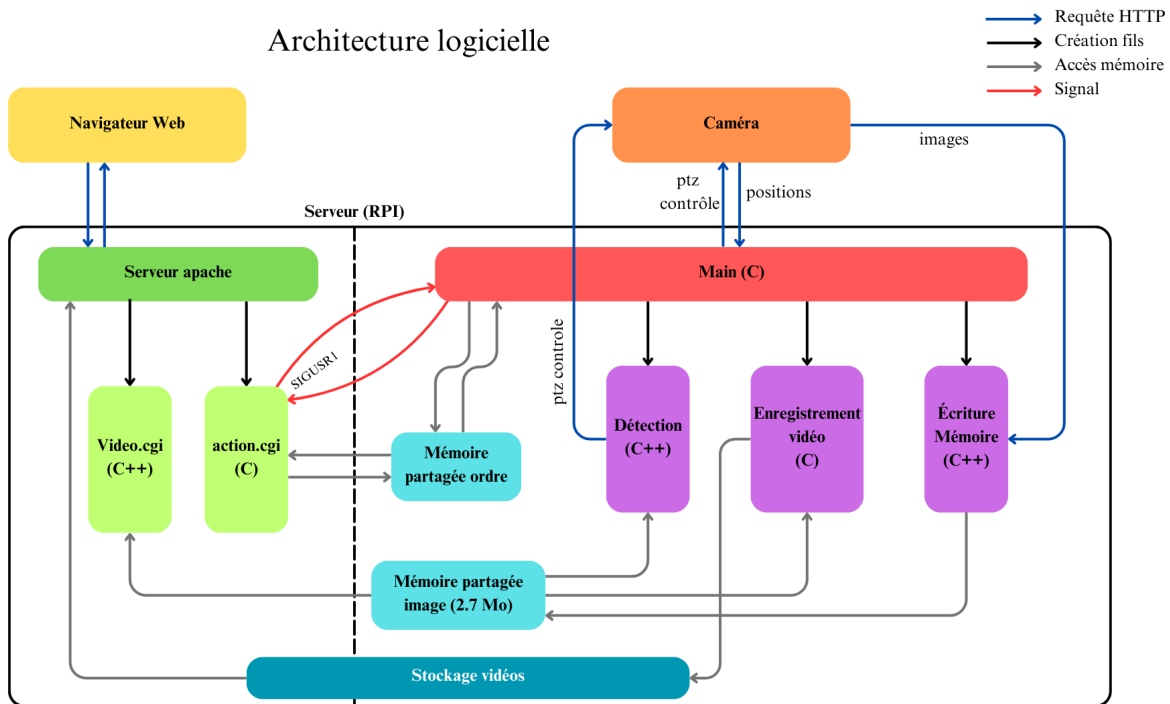 Architecture logicielle
Requête HTTP
Création fils
Accès mémoire
Signal
Navigateur Web
Caméra
images
ptz
contrôle
positions
Serveur (RPI)
Serveur apache
Main (C)
SIGUSR1
ptz controle
Video.cgi
(C++)
action.cgi
(C)
Mémoire
partagée ordre
Détection
(C++)
Enregistrement
vidéo
(C)
Écriture
Mémoire
(C++)
Mémoire partagée
image (2.7 Mo)
Stockage vidéos